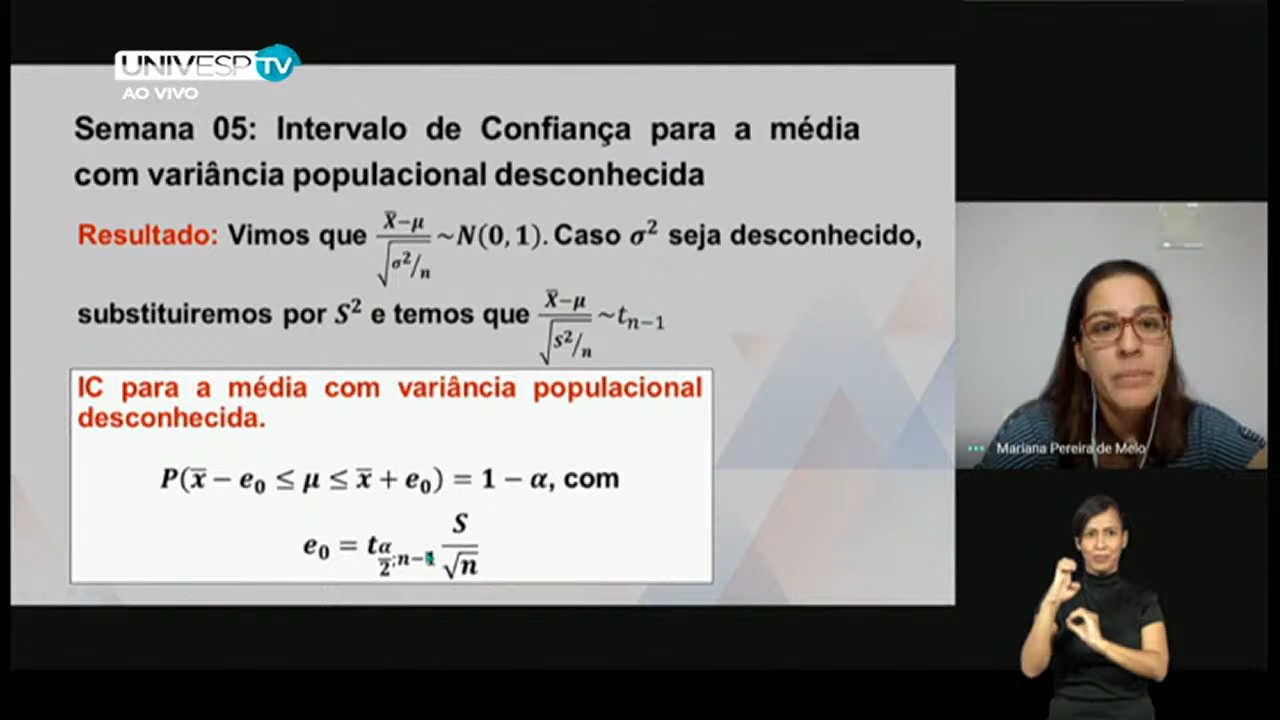 UNIVESP TV
AO VIVO
Semana 05: Intervalo de Confiança para a média
com variância populacional desconhecida
Resultado: Vimos que (X̅−μ)/√(σ²/n) ~N(0, 1). Caso σ² seja desconhecido,
substituiremos por S² e temos que (X̅−μ)/√(S²/n) ~t_{n−1}
IC para a média com variância populacional
desconhecida.
P(x̅ − e₀ ≤ μ ≤ x̅ + e₀) = 1 − α, com
e₀ = t_{α/2;n−1} S/√n
Mariana Pereira de Melo